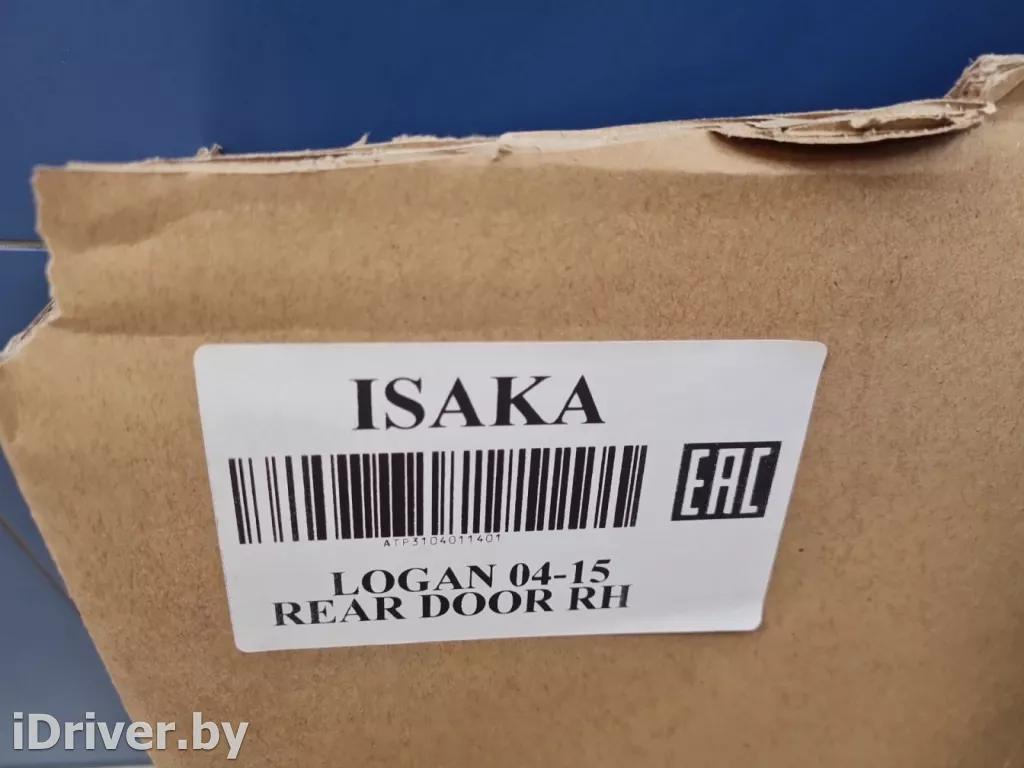 ISAKA
EAC
ATP3104011401
LOGAN 04-15
REAR DOOR RH
iDriver.by